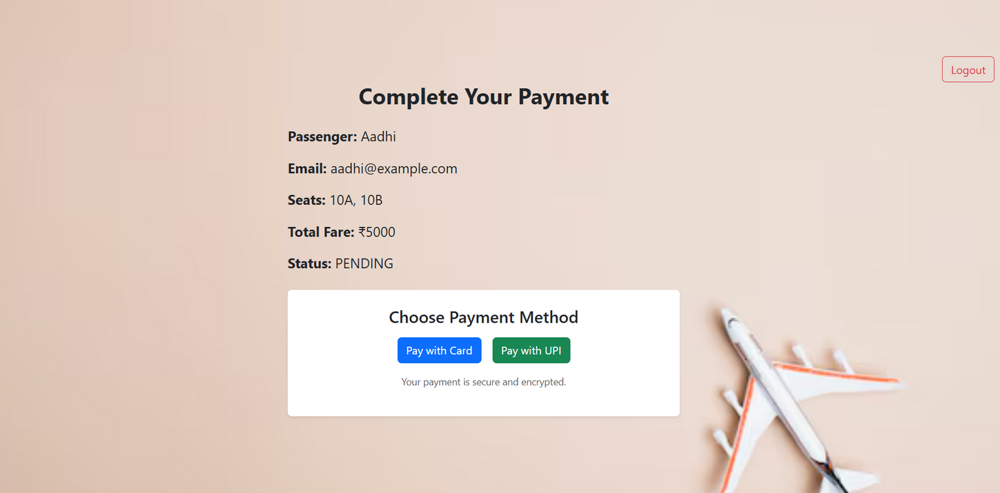 Logout
Complete Your Payment
Passenger: Aadhi
Email: aadhi@example.com
Seats: 10A, 10B
Total Fare: ₹5000
Status: PENDING
Choose Payment Method
Pay with Card
Pay with UPI
Your payment is secure and encrypted.